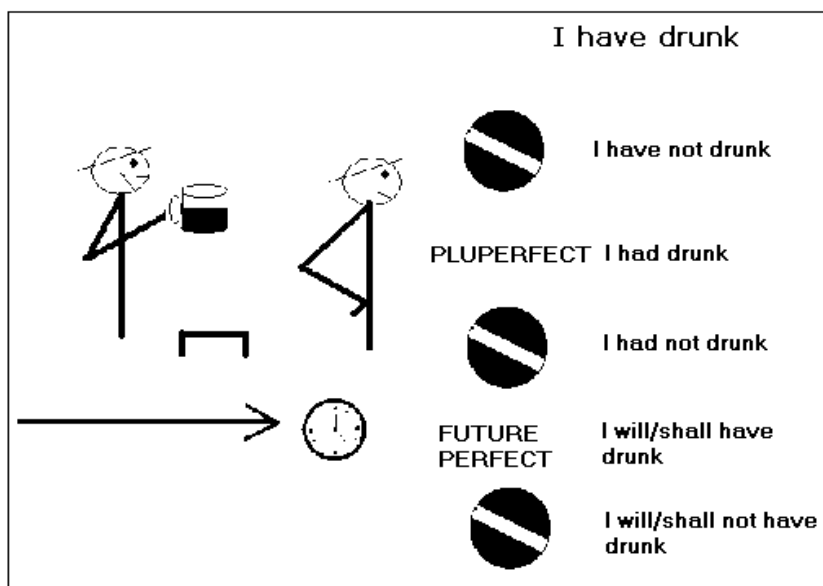 I have drunk
I have not drunk
PLUPERFECT I had drunk
I had not drunk
FUTURE PERFECT
I will/shall have
drunk
I will/shall not have
drunk